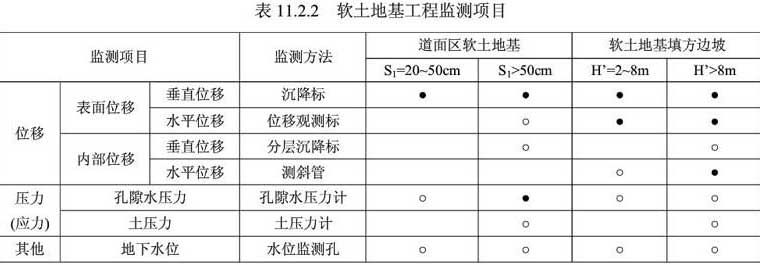 表 11.2.2 软土地基工程监测项目
监测项目 监测方法 道面区软土地基 软土地基填方边坡
S₁=20~50cm S₁>50cm H’=2~8m H’>8m
位移 表面位移 垂直位移 沉降标 ● ● ● ●
水平位移 位移观测标 ○ ● ●
内部位移 垂直位移 分层沉降标 ○ ○
水平位移 测斜管 ○ ●
压力(应力) 孔隙水压力 孔隙水压力计 ○ ● ○ ○
土压力 土压力计 ○ ○
其他 地下水位 水位监测孔 ○ ○ ○ ○